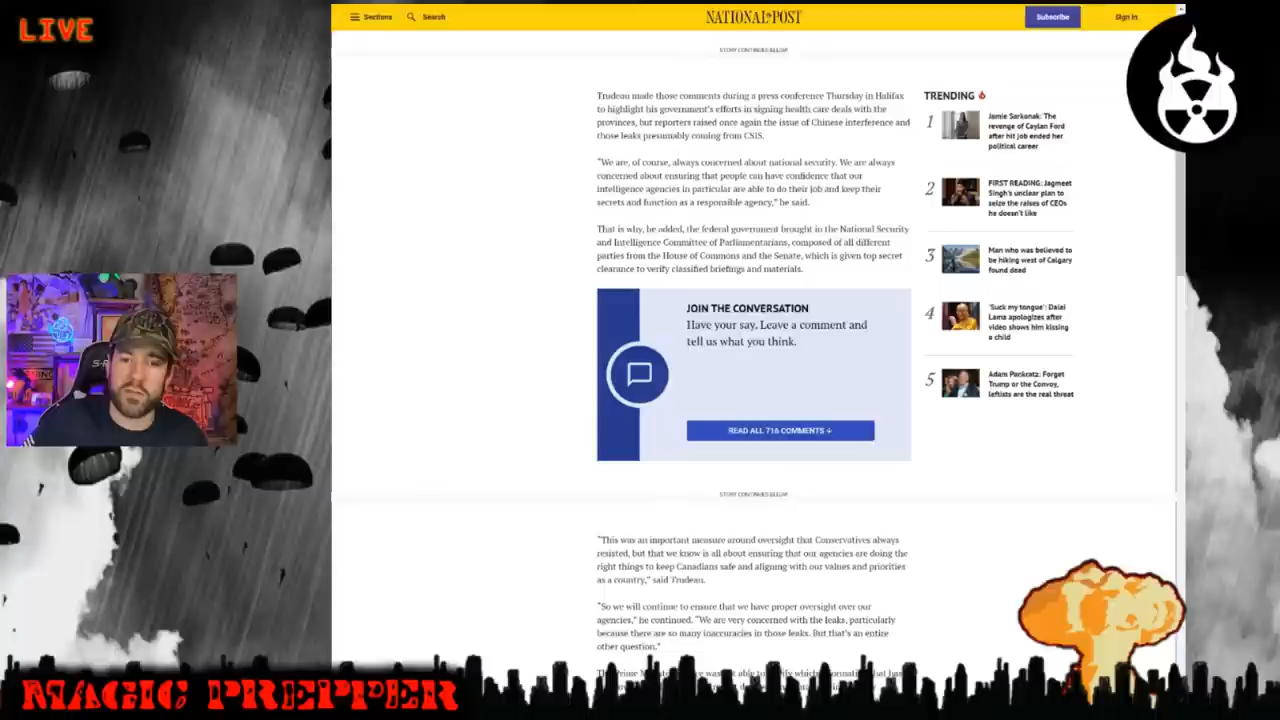 LIVE
Sections
Search
NATIONAL POST
Subscribe
Sign In
STORY CONTINUES BELOW
Trudeau made those comments during a press conference Thursday in Halifax
to highlight his government's efforts in signing health care deals with the
provinces, but reporters raised once again the issue of Chinese interference and
those leaks presumably coming from CSIS.
“We are, of course, always concerned about national security. We are always
concerned about ensuring that people can have confidence that our
intelligence agencies in particular are able to do their job and keep their
secrets and function as a responsible agency,” he said.
That is why, he added, the federal government brought in the National Security
and Intelligence Committee of Parliamentarians, composed of all different
parties from the House of Commons and the Senate, which is given top secret
clearance to verify classified briefings and materials.
JOIN THE CONVERSATION
Have your say. Leave a comment and
tell us what you think.
READ ALL 716 COMMENTS
STORY CONTINUES BELOW
“This was an important measure around oversight that Conservatives always
resisted, but that we know is all about ensuring that our agencies are doing the
right things to keep Canadians safe and aligning with our values and priorities
as a country,” said Trudeau.
“So we will continue to ensure that we have proper oversight over our
agencies,” he continued. “We are very concerned with the leaks, particularly
because there are so many inaccuracies in those leaks. But that's an entire
other question.”
TRENDING
1
Jamie Sarkonak: The
revenge of Caylan Ford
after hit job ended her
political career
2
FIRST READING: Jagmeet
Singh's unclear plan to
seize the raises of CEOs
he doesn't like
3
Man who was believed to
be hiking west of Calgary
found dead
4
'Suck my tongue': Dalai
Lama apologizes after
video shows him kissing
a child
5
Adam Pankratz: Forget
Trump or the Convoy,
leftists are the real threat
MAGIC PREPPER